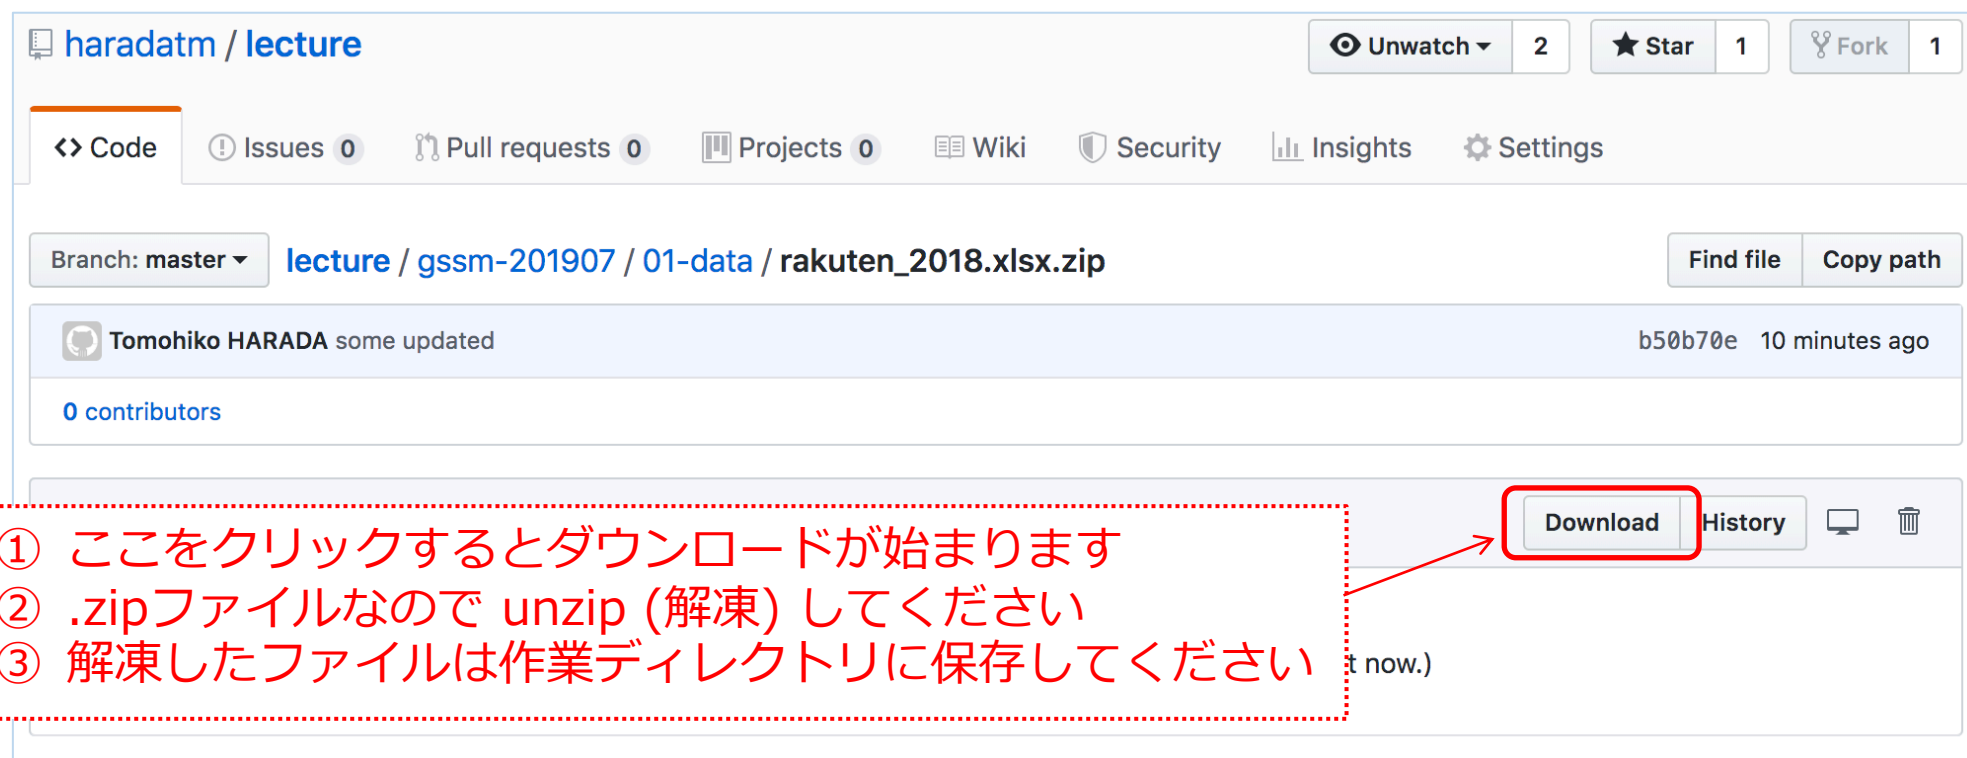 haradatm / lecture
Unwatch 2 Star 1 Fork 1
Code Issues 0 Pull requests 0 Projects 0 Wiki Security Insights Settings
Branch: master lecture / gssm-201907 / 01-data / rakuten_2018.xlsx.zip Find file Copy path
Tomohiko HARADA some updated b50b70e 10 minutes ago
0 contributors
Download History
① ここをクリックするとダウンロードが始まります
② .zipファイルなので unzip (解凍) してください
③ 解凍したファイルは作業ディレクトリに保存してください
now.)